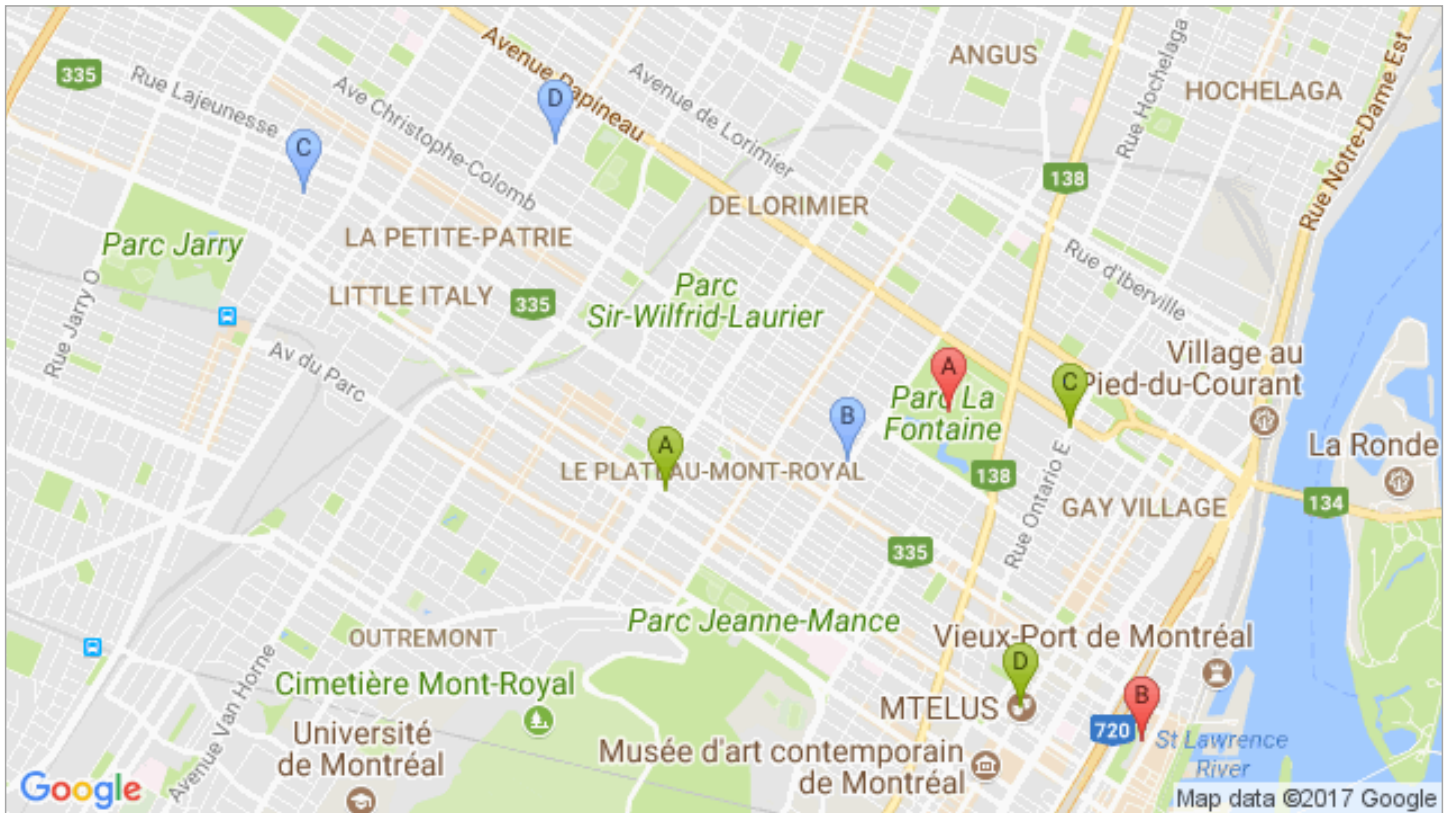 Avenue Papineau
ANGUS
335
Rue Lajeunesse
D
Ave Christophe-Colomb
Avenue de Lorimier
Rue Hochelaga
HOCHELAGA
Rue Notre-Dame Est
C
138
DE LORIMIER
Parc Jarry
LA PETITE-PATRIE
Rue d'Iberville
LITTLE ITALY
335
Parc
Sir-Wilfrid-Laurier
Rue Jarry O
Av du Parc
Village au
Pied-du-Courant
A
C
Parc La
Fontaine
B
A
La Ronde
LE PLATEAU-MONT-ROYAL
138
134
GAY VILLAGE
Rue Ontario E
335
Parc Jeanne-Mance
OUTREMONT
Vieux-Port de Montréal
D
Cimetière Mont-Royal
Avenue Van Horne
MTELUS
B
720
St Lawrence
River
Université
de Montréal
Musée d'art contemporain
de Montréal
Google
Map data ©2017 Google